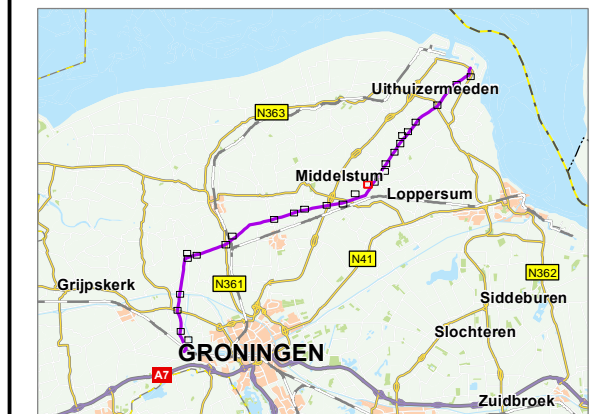 Uithuizermeeden
N363
Middelstum
Loppersum
N41
N362
Grijpskerk
N361
Siddeburen
Slochteren
GRONINGEN
A7
Zuidbroek